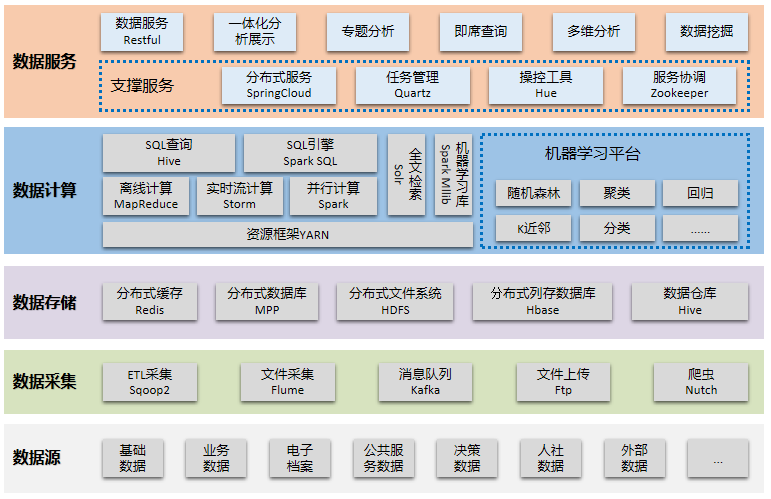 数据服务
数据服务
Restful
一体化分
析展示
专题分析
即席查询
多维分析
数据挖掘
支撑服务
分布式服务
SpringCloud
任务管理
Quartz
操控工具
Hue
服务协调
Zookeeper
数据计算
SQL查询
Hive
SQL引擎
Spark SQL
离线计算
MapReduce
实时流计算
Storm
并行计算
Spark
资源框架YARN
全文检索
Solr
机器学习库
Spark Mllib
机器学习平台
随机森林
聚类
回归
K近邻
分类
……
数据存储
分布式缓存
Redis
分布式数据库
MPP
分布式文件系统
HDFS
分布式列存数据库
Hbase
数据仓库
Hive
数据采集
ETL采集
Sqoop2
文件采集
Flume
消息队列
Kafka
文件上传
Ftp
爬虫
Nutch
数据源
基础
数据
业务
数据
电子
档案
公共服
务数据
决策
数据
人社
数据
外部
数据
...